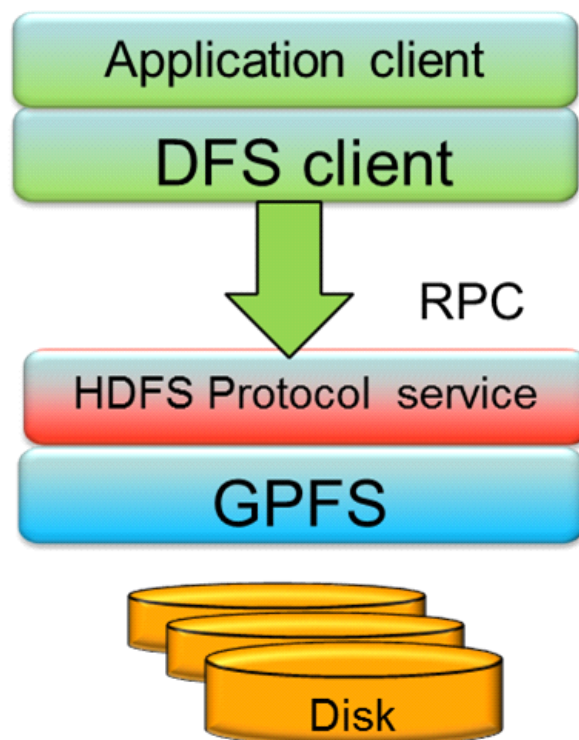 Application client
DFS client
RPC
HDFS Protocol service
GPFS
Disk